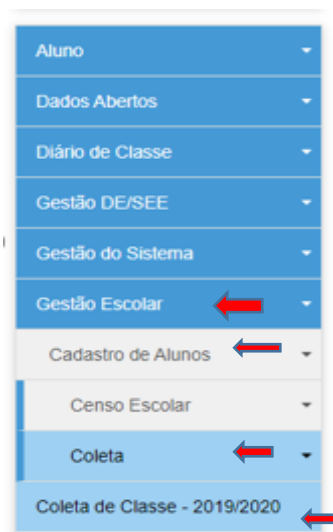 Aluno
Dados Abertos
Diário de Classe
Gestão DE/SEE
Gestão do Sistema
Gestão Escolar
Cadastro de Alunos
Censo Escolar
Coleta
Coleta de Classe - 2019/2020